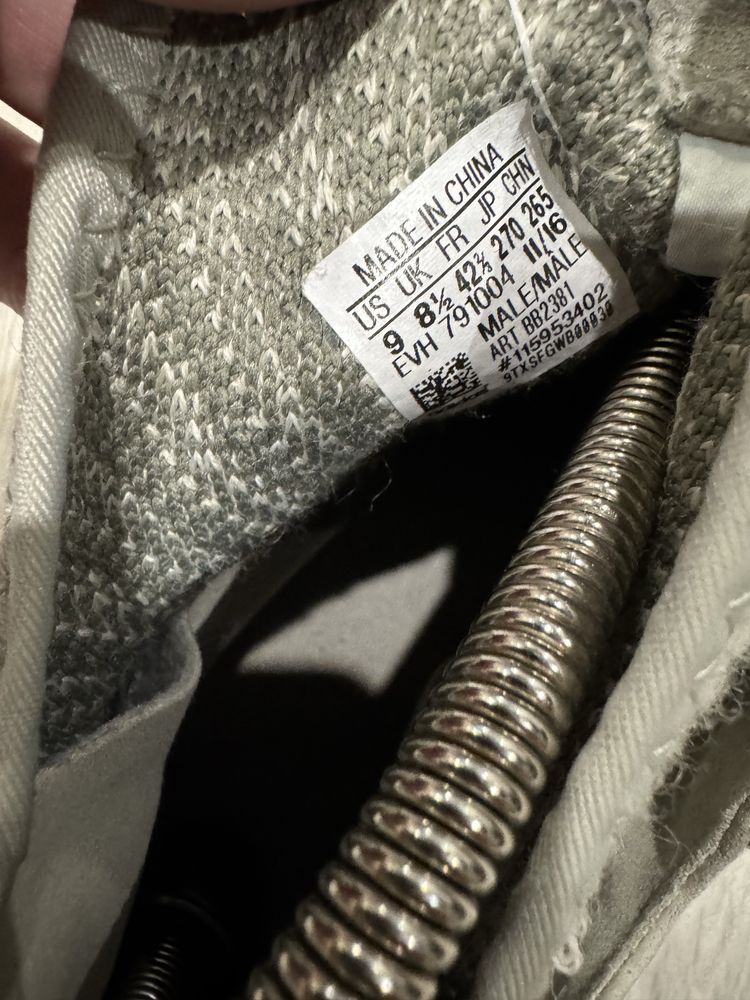 MADE IN CHINA
US UK FR JP CHN
9 8½ 42⅔ 270 265
EVH 791004 11/16
MALE/MALE
ART BB2381
#115953402
9TXSFGWB00030